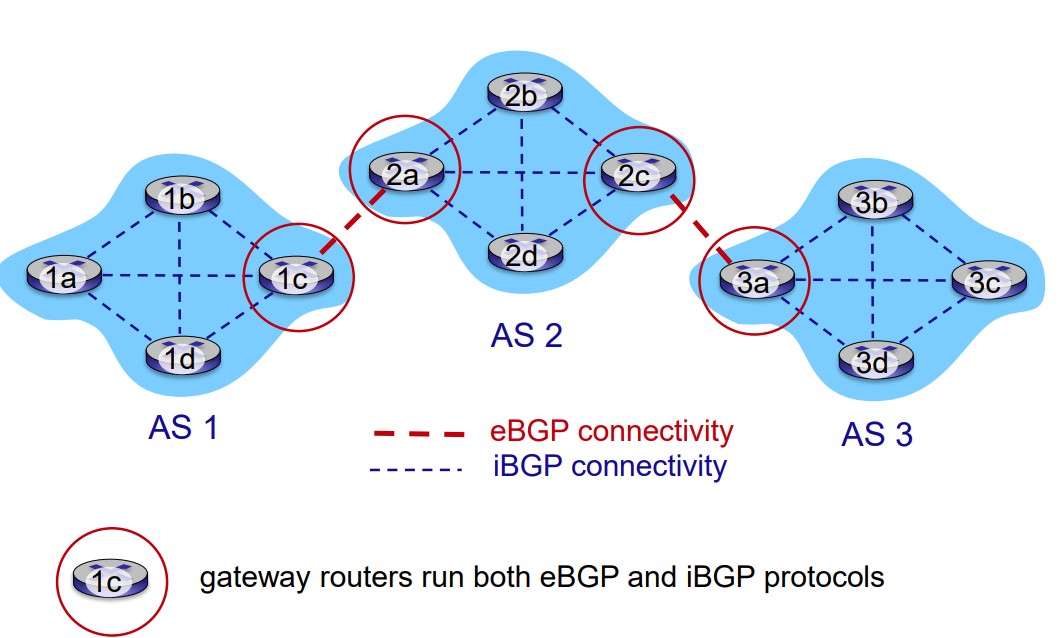 2b
2a
2c
2d
AS 2
1b
1a
1c
1d
AS 1
3b
3a
3c
3d
AS 3
eBGP connectivity
iBGP connectivity
1c
gateway routers run both eBGP and iBGP protocols